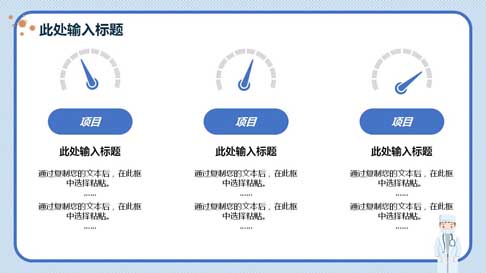 此处输入标题
项目 项目 项目
此处输入标题 此处输入标题 此处输入标题
通过复制您的文本后，在此框 通过复制您的文本后，在此框 通过复制您的文本后，在此框
中选择粘贴。 中选择粘贴。 中选择粘贴。
...... ...... ......
通过复制您的文本后，在此框 通过复制您的文本后，在此框 通过复制您的文本后，在此框
中选择粘贴。 中选择粘贴。 中选择粘贴。
...... ...... ......